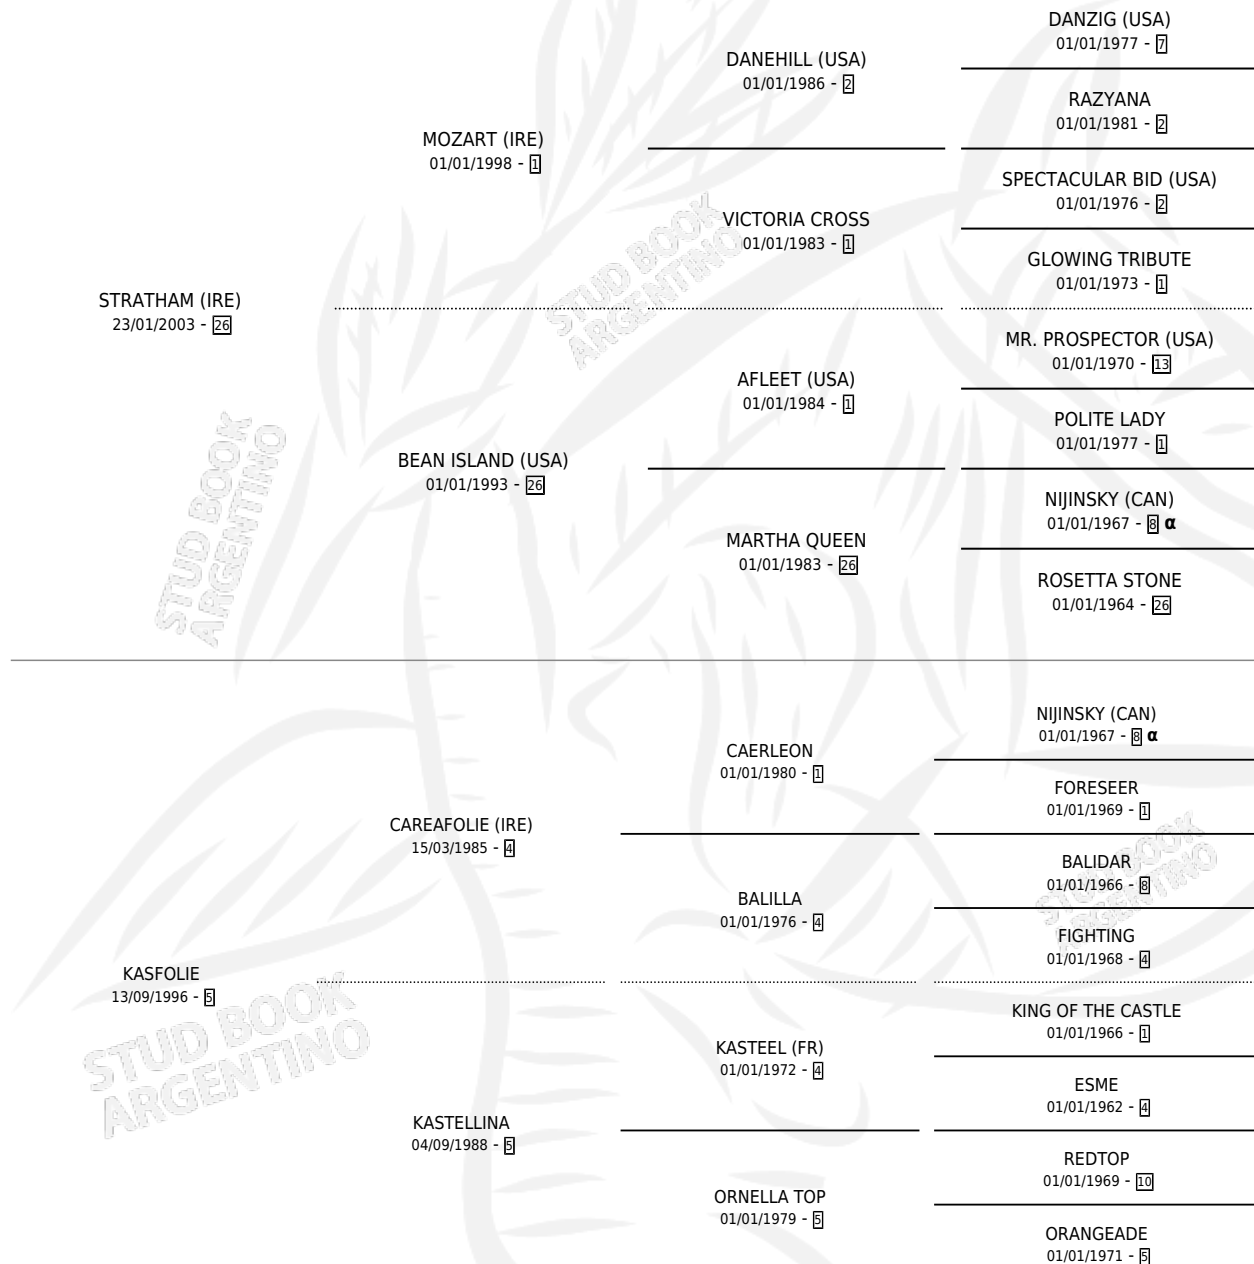 DANZIG (USA)
01/01/1977 - 7
DANEHILL (USA)
01/01/1986 - 2
RAZYANA
01/01/1981 - 2
MOZART (IRE)
01/01/1998 - 1
SPECTACULAR BID (USA)
01/01/1976 - 2
VICTORIA CROSS
01/01/1983 - 1
GLOWING TRIBUTE
01/01/1973 - 1
STUD BOOK
ARGENTINO
STRATHAM (IRE)
23/01/2003 - 26
MR. PROSPECTOR (USA)
01/01/1970 - 13
AFLEET (USA)
01/01/1984 - 1
POLITE LADY
01/01/1977 - 1
BEAN ISLAND (USA)
01/01/1993 - 26
NIJINSKY (CAN)
01/01/1967 - 8 α
MARTHA QUEEN
01/01/1983 - 26
ROSETTA STONE
01/01/1964 - 26
STUD BOOK
ARGENTINO
NIJINSKY (CAN)
01/01/1967 - 8 α
CAERLEON
01/01/1980 - 1
FORESEER
01/01/1969 - 1
CAREAFOLIE (IRE)
15/03/1985 - 4
BALIDAR
01/01/1966 - 8
BALILLA
01/01/1976 - 4
FIGHTING
01/01/1968 - 4
STUD BOOK
ARGENTINO
KASFOLIE
13/09/1996 - 5
KING OF THE CASTLE
01/01/1966 - 1
KASTEEL (FR)
01/01/1972 - 4
ESME
01/01/1962 - 4
STUD BOOK
ARGENTINO
KASTELLINA
04/09/1988 - 5
REDTOP
01/01/1969 - 10
ORNELLA TOP
01/01/1979 - 5
ORANGEADE
01/01/1971 - 5